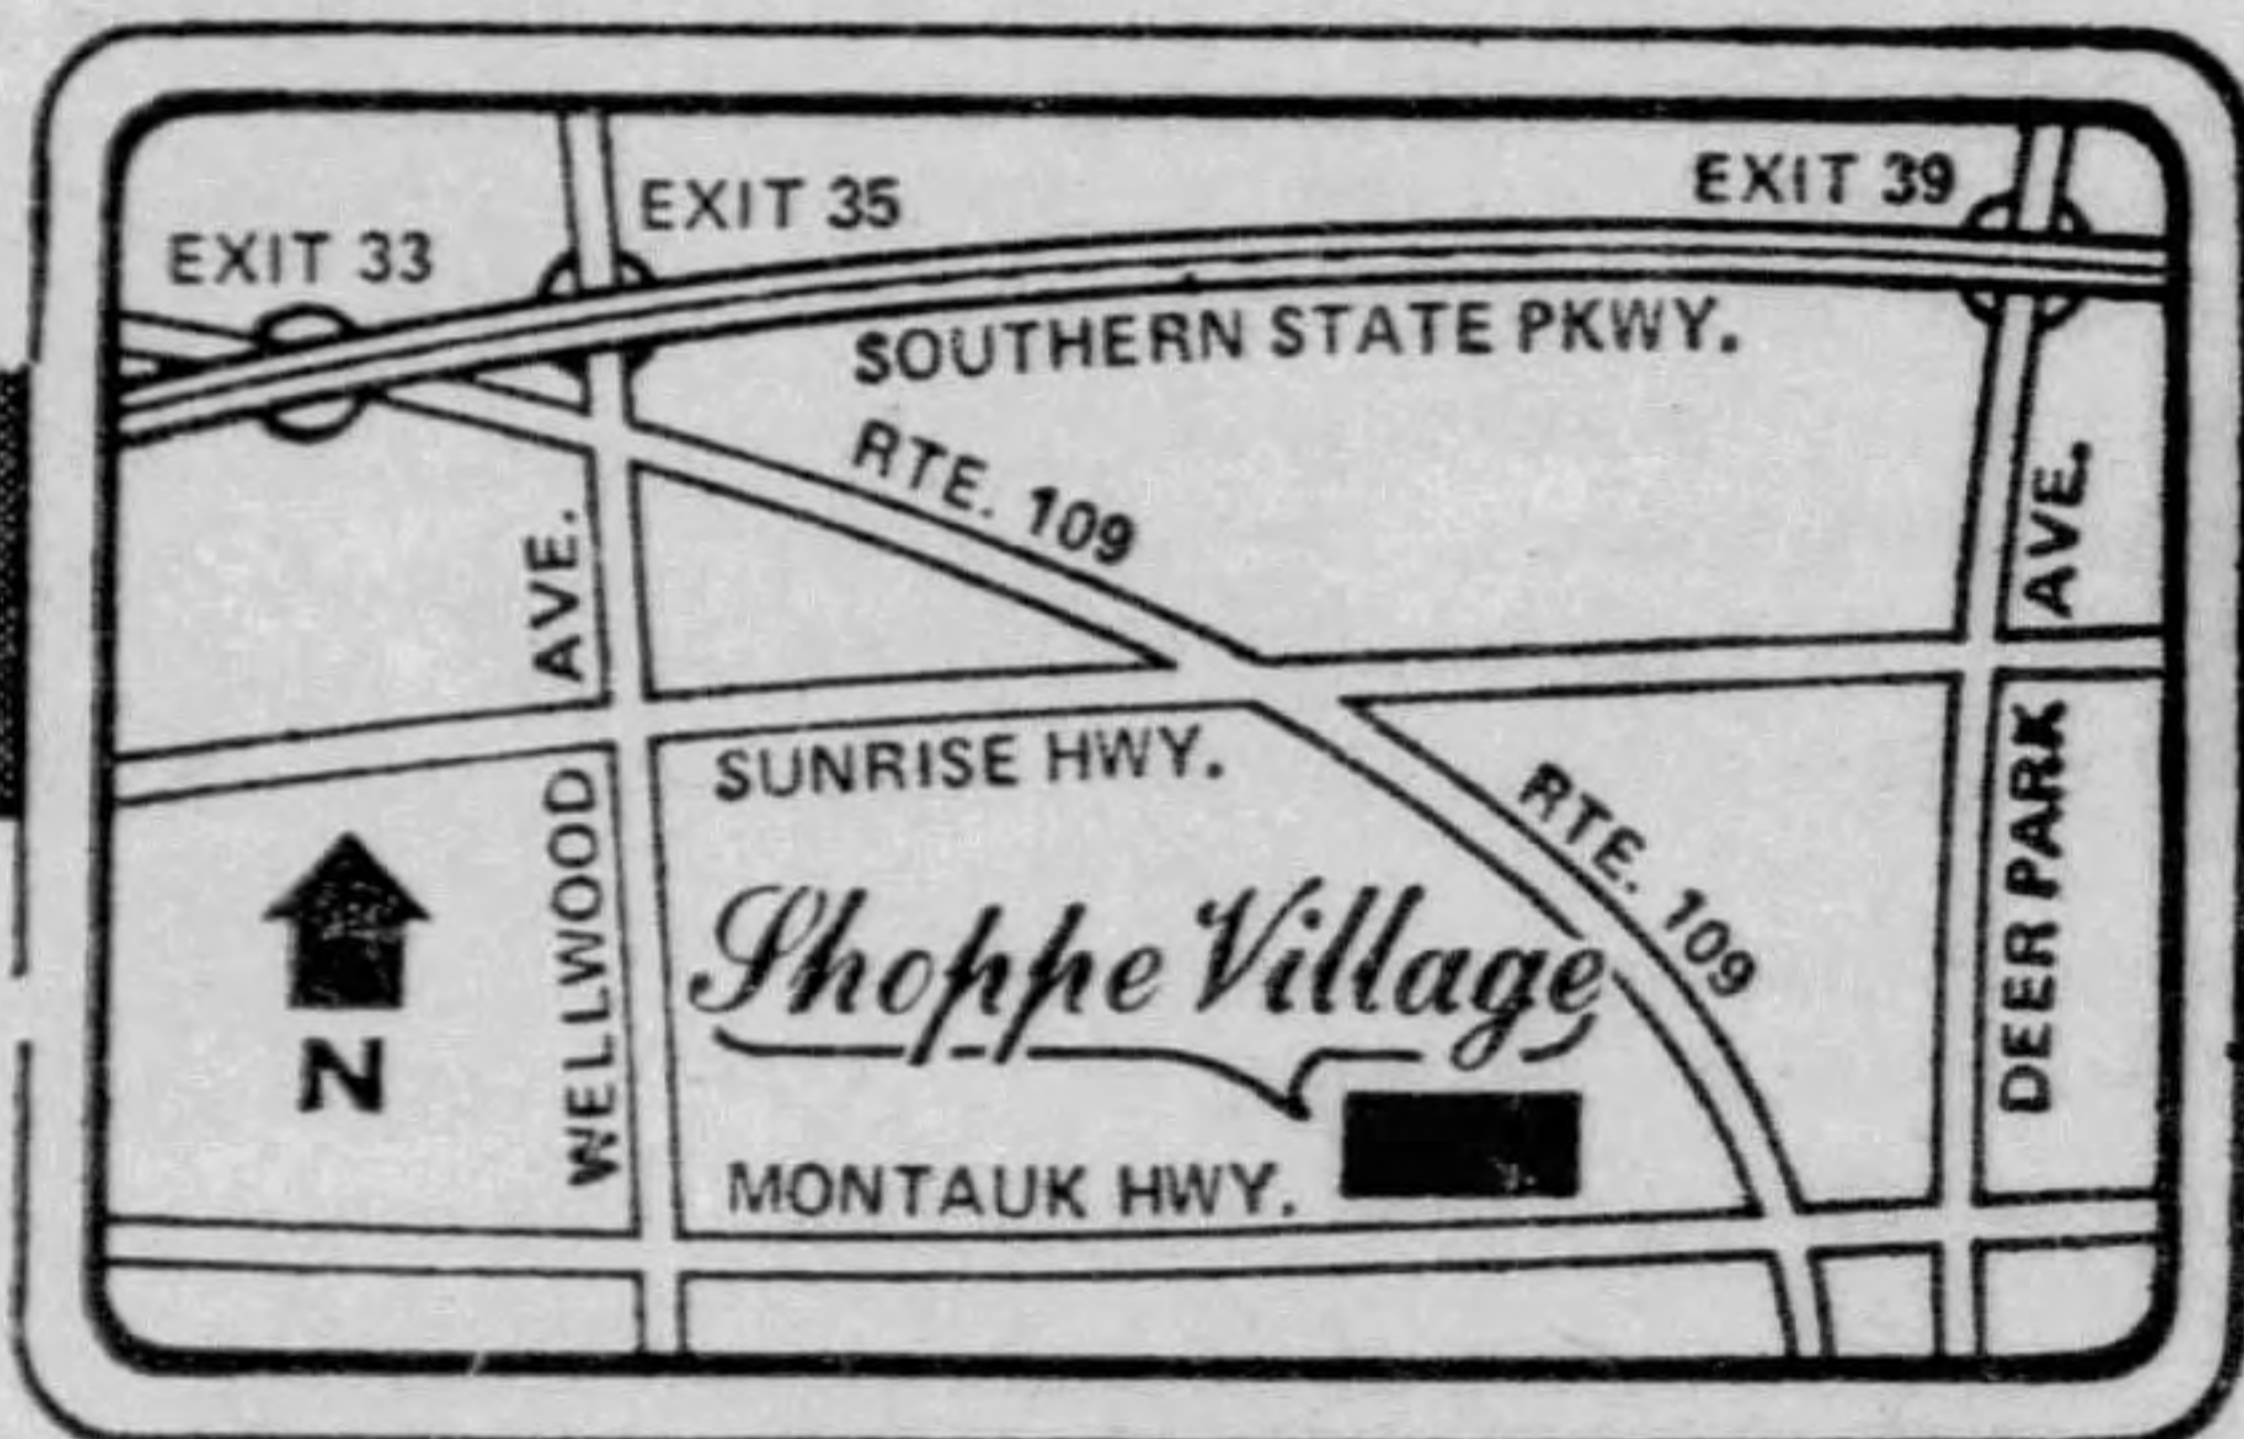 EXIT 39
EXIT 35
EXIT 33
SOUTHERN STATE PKWY.
RTE. 109
WELLWOOD AVE.
DEER PARK AVE.
SUNRISE HWY.
RTE. 109
Shoppe Village
N
MONTAUK HWY.